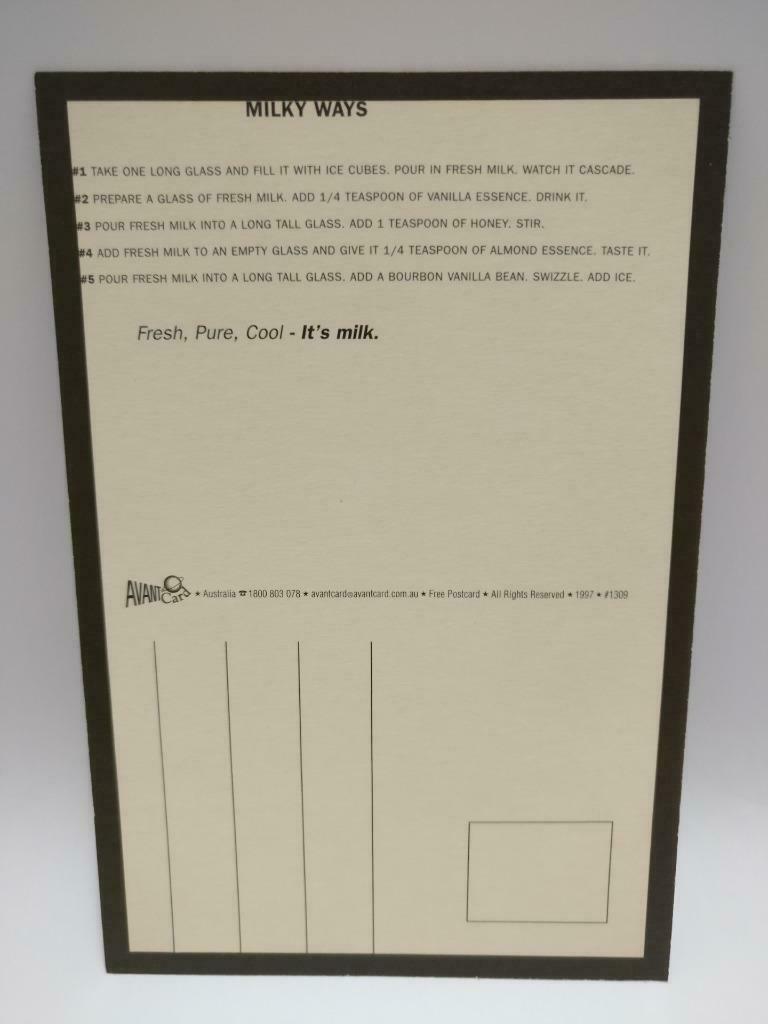 MILKY WAYS
#1 TAKE ONE LONG GLASS AND FILL IT WITH ICE CUBES. POUR IN FRESH MILK. WATCH IT CASCADE.
#2 PREPARE A GLASS OF FRESH MILK. ADD 1/4 TEASPOON OF VANILLA ESSENCE. DRINK IT.
#3 POUR FRESH MILK INTO A LONG TALL GLASS. ADD 1 TEASPOON OF HONEY. STIR.
#4 ADD FRESH MILK TO AN EMPTY GLASS AND GIVE IT 1/4 TEASPOON OF ALMOND ESSENCE. TASTE IT.
#5 POUR FRESH MILK INTO A LONG TALL GLASS. ADD A BOURBON VANILLA BEAN. SWIZZLE. ADD ICE.
Fresh, Pure, Cool - It's milk.
AVANT Card ★ Australia ☎ 1800 803 078 ★ avantcard@avantcard.com.au ★ Free Postcard ★ All Rights Reserved ★ 1997 ★ #1309